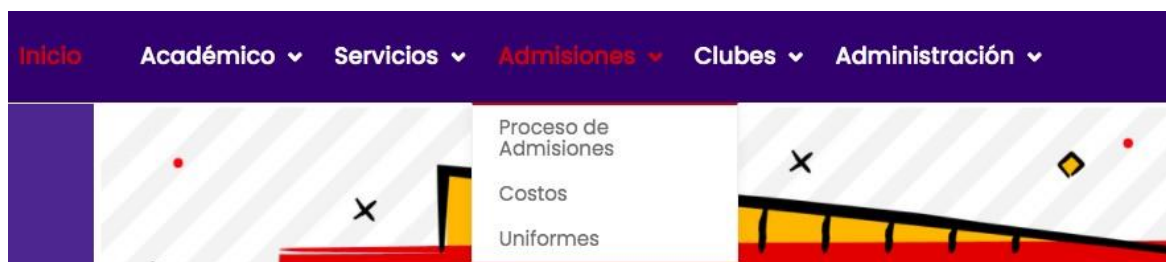 Inicio Académico Servicios Admisiones Clubes Administración
Proceso de
Admisiones
Costos
Uniformes